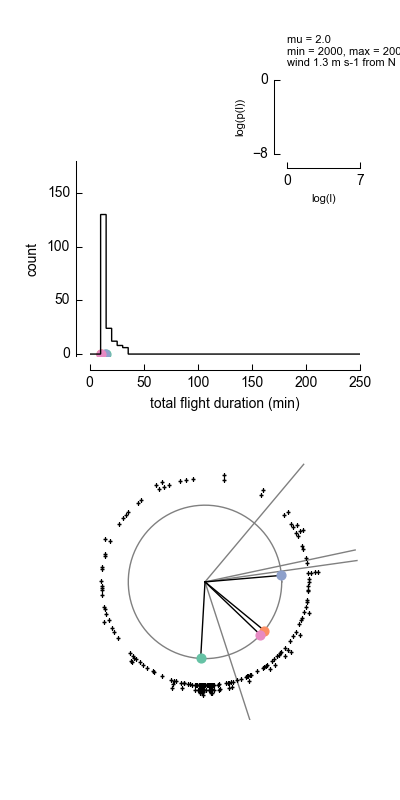 mu = 2.0
min = 2000, max = 200
wind 1.3 m s-1 from N
0
log(p(l))
−8
0 7
log(l)
150
count
100
50
0
0 50 100 150 200 250
total flight duration (min)